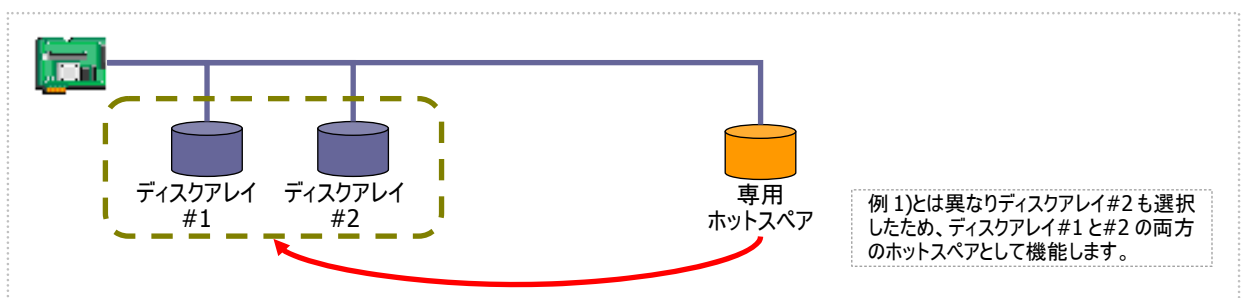 ディスクアレイ
#1
ディスクアレイ
#2
専用
ホットスペア
例 1)とは異なりディスクアレイ#2 も選択
したため、ディスクアレイ#1 と#2 の両方
のホットスペアとして機能します。